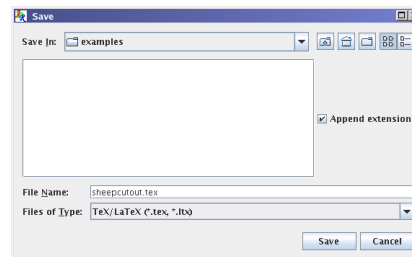 Save
Save In: examples
Append extension
File Name: sheepcutout.tex
Files of Type: TeX/LaTeX (*.tex, *.ltx)
Save Cancel